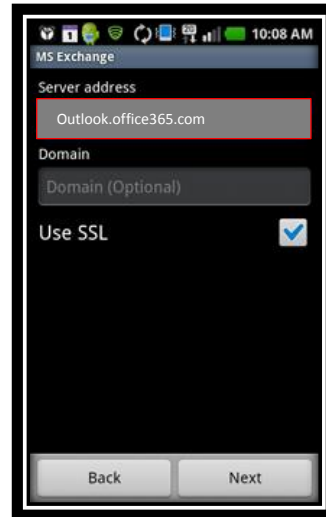 10:08 AM
MS Exchange
Server address
Outlook.office365.com
Domain
Domain (Optional)
Use SSL
Back Next